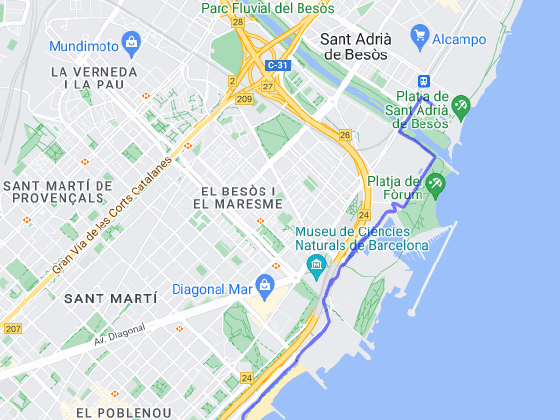 Parc Fluvial del Besòs
Mundimoto
Sant Adrià
de Besòs
Alcampo
LA VERNEDA
I LA PAU
C-31
2
27
209
Platja de
Sant Adrià
de Besòs
26
Gran Via de les Corts Catalanes
SANT MARTÍ DE
PROVENÇALS
EL BESÒS I
EL MARESME
Platja del
Fòrum
24
Museu de Ciències
Naturals de Barcelona
Diagonal Mar
SANT MARTÍ
207
Av. Diagonal
24
EL POBLENOU